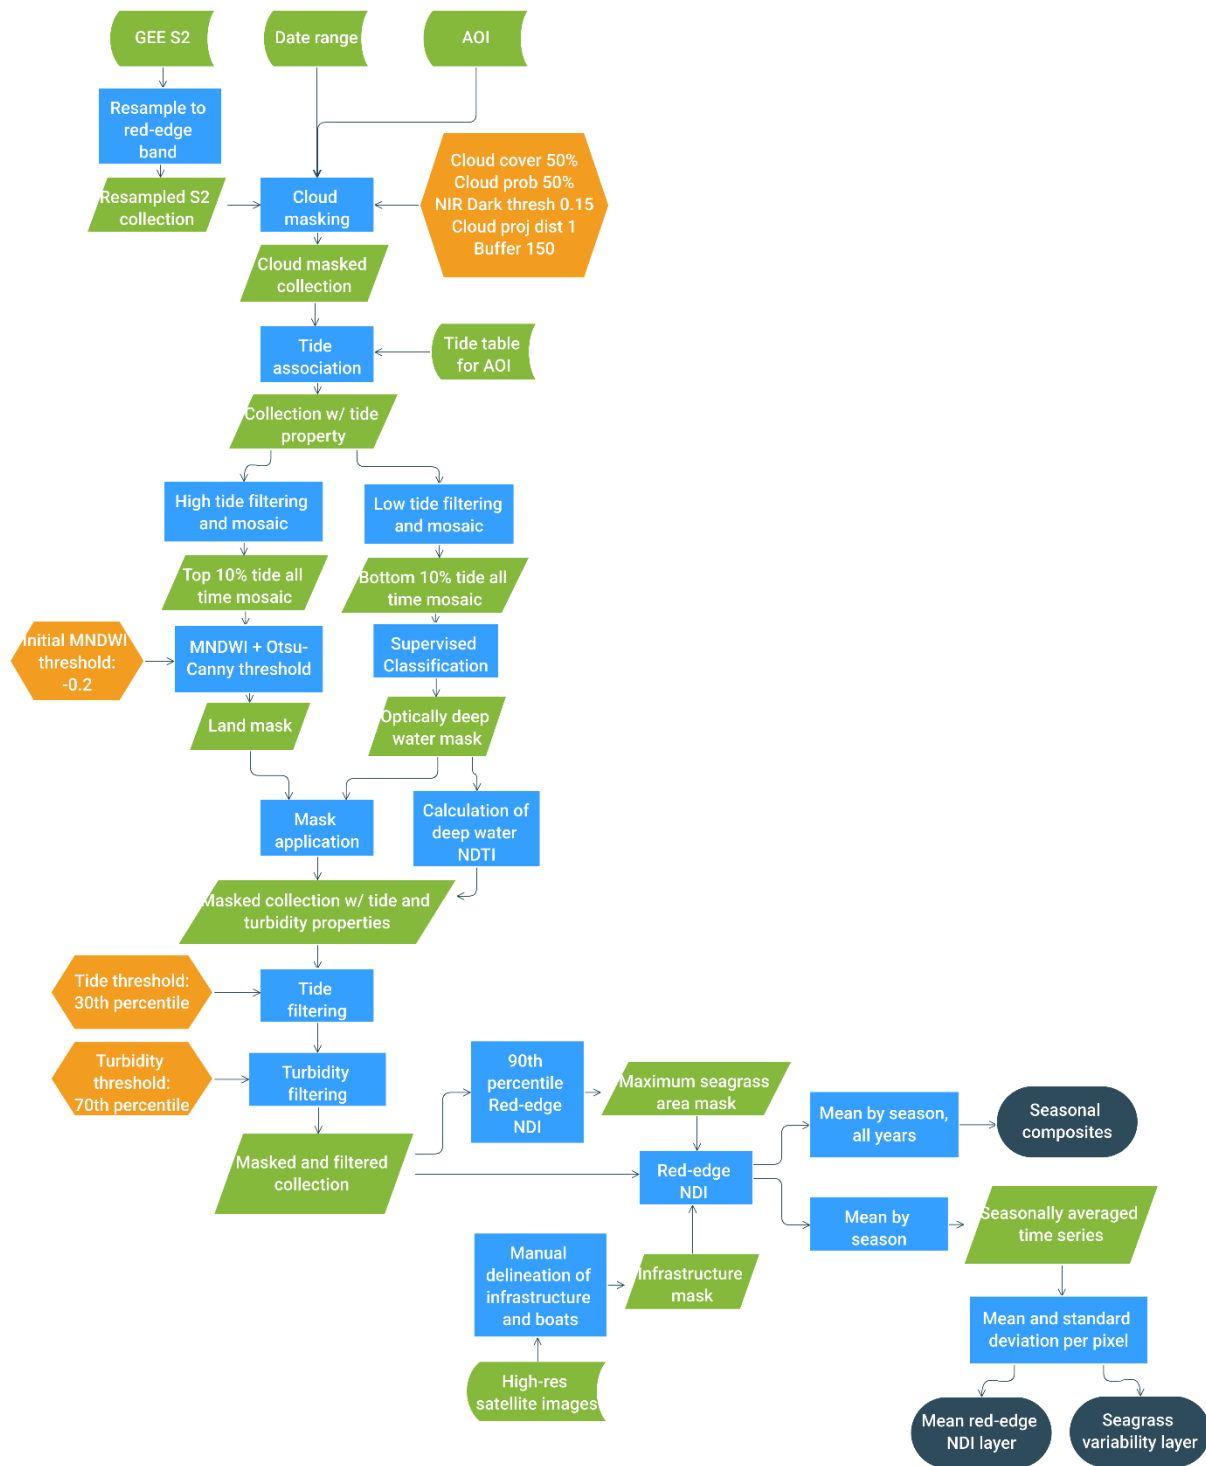 GEE S2
Date range
AOI
Resample to
red-edge
band
Cloud cover 50%
Cloud prob 50%
NIR Dark thresh 0.15
Cloud proj dist 1
Buffer 150
Resampled S2
collection
Cloud
masking
Cloud masked
collection
Tide
association
Tide table
for AOI
Collection w/ tide
property
High tide filtering
and mosaic
Low tide filtering
and mosaic
Top 10% tide all
time mosaic
Bottom 10% tide all
time mosaic
Initial MNDWI
threshold:
-0.2
MNDWI + Otsu-
Canny threshold
Supervised
Classification
Land mask
Optically deep
water mask
Mask
application
Calculation of
deep water
NDTI
Masked collection w/ tide and
turbidity properties
Tide threshold:
30th percentile
Tide
filtering
Turbidity
threshold:
70th percentile
Turbidity
filtering
90th
percentile
Red-edge
NDI
Maximum seagrass
area mask
Mean by season,
all years
Seasonal
composites
Masked and filtered
collection
Red-edge
NDI
Mean by
season
Seasonally averaged
time series
Manual
delineation of
infrastructure
and boats
Infrastructure
mask
Mean and standard
deviation per pixel
High-res
satellite images
Mean red-edge
NDI layer
Seagrass
variability layer